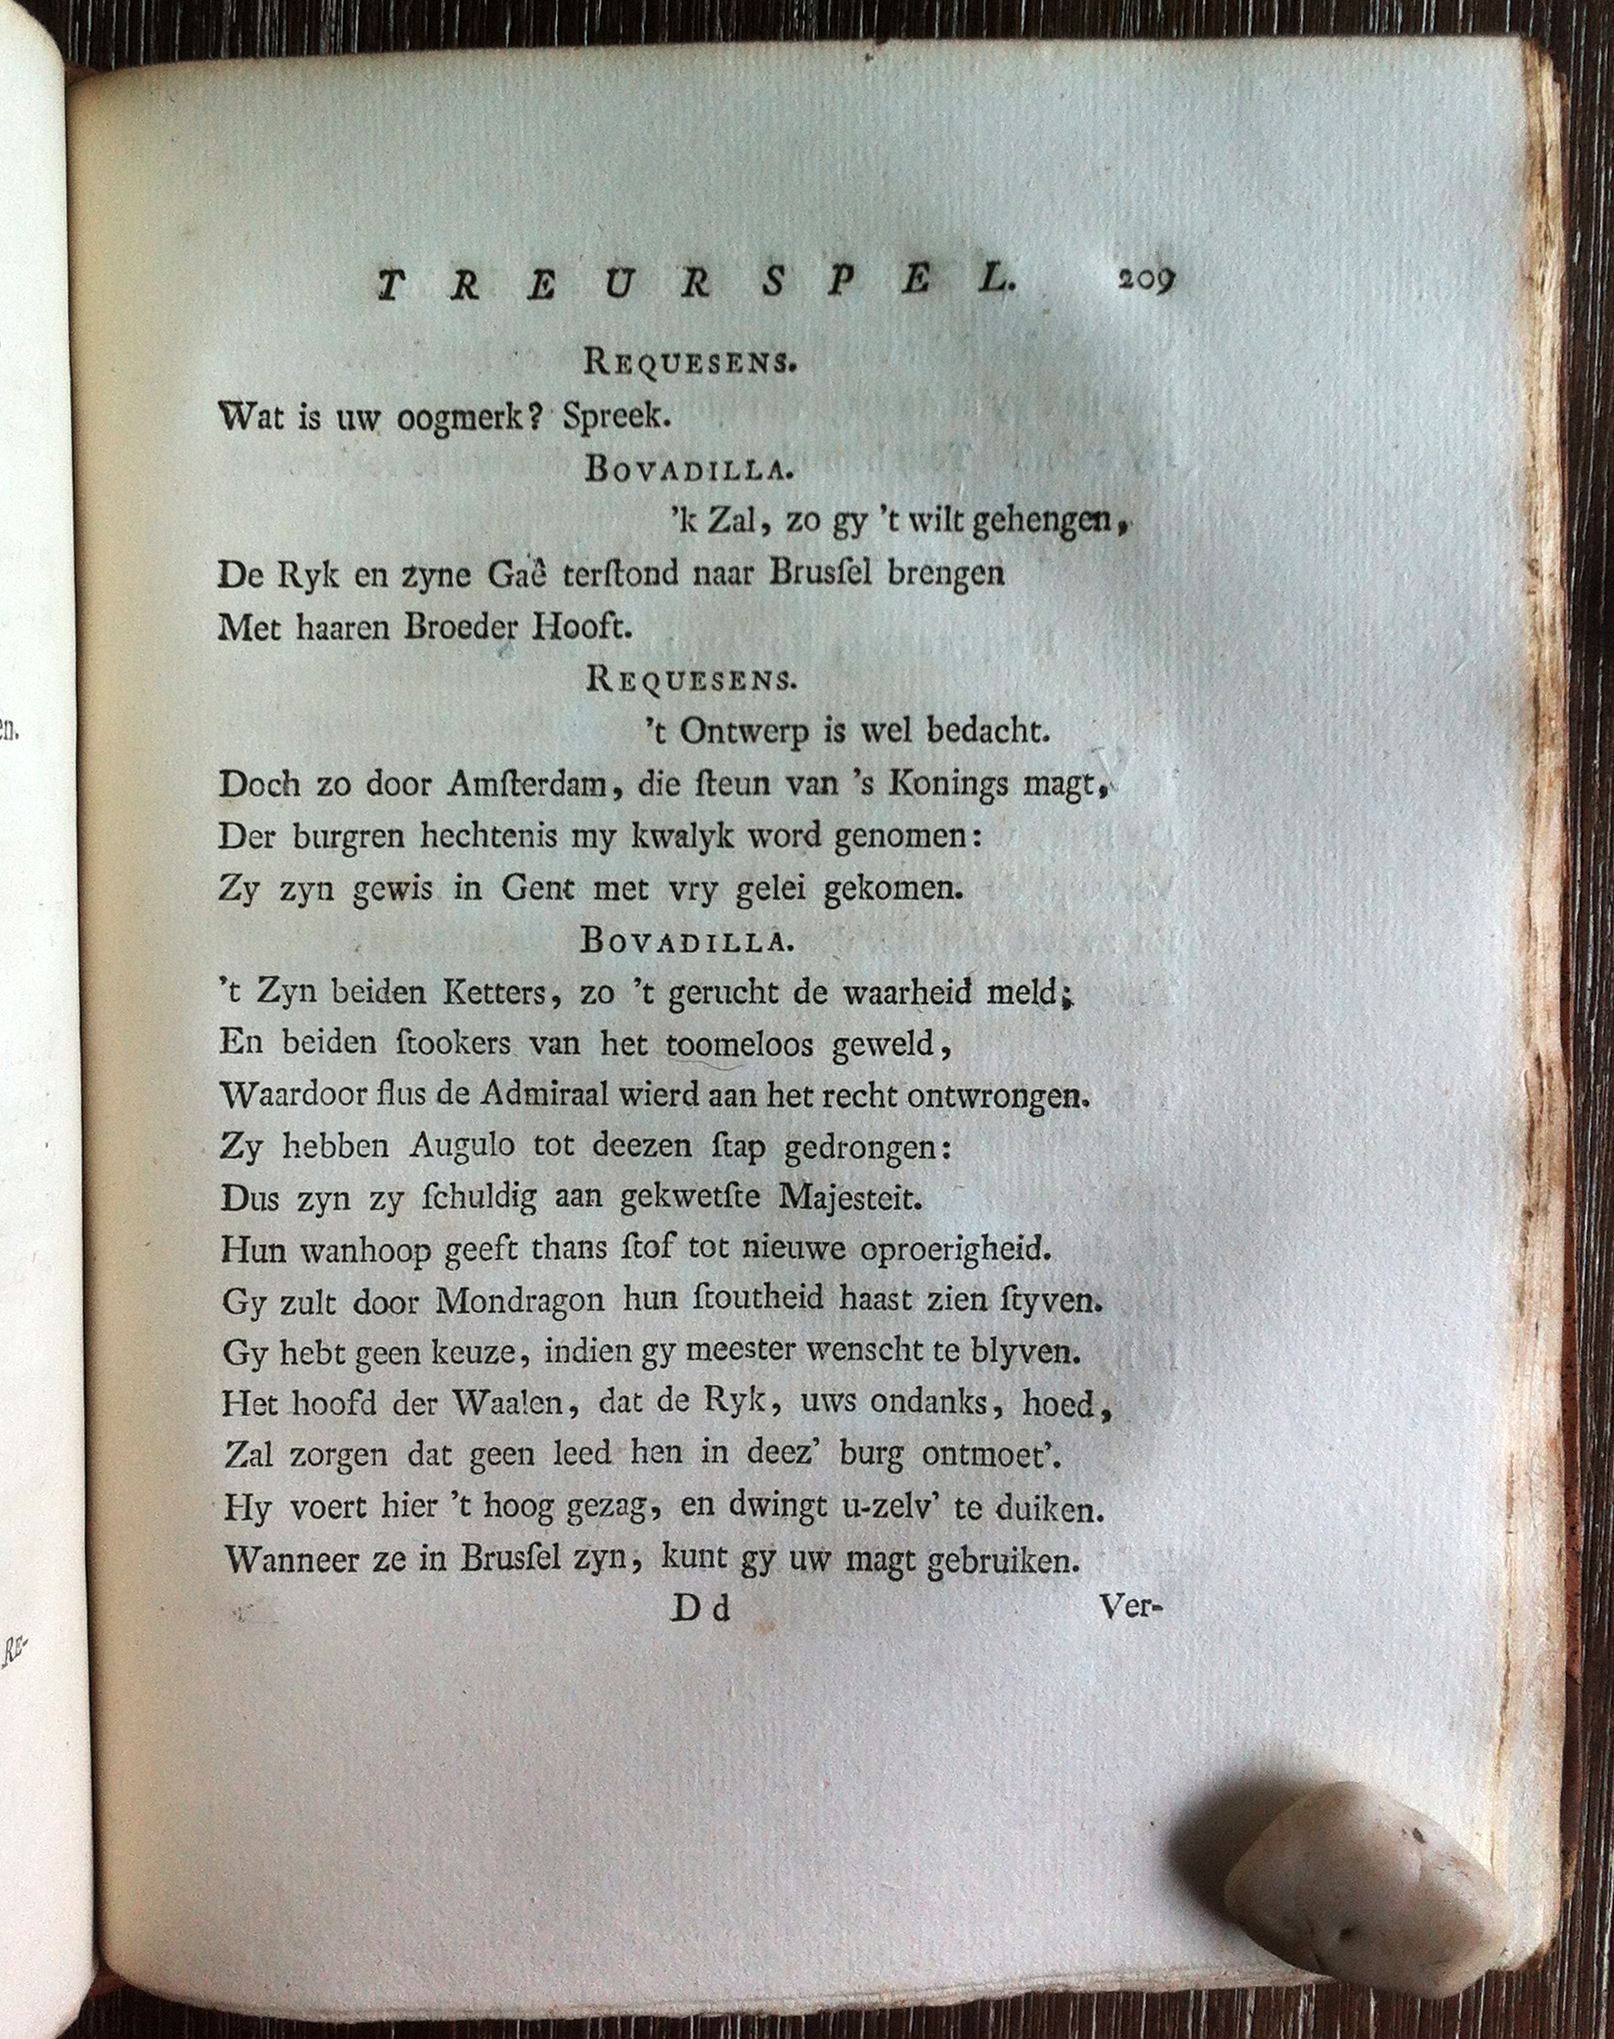 TREURSPEL. 209
REQUESENS.
Wat is uw oogmerk? Spreek.
BOVADILLA.
'k Zal, zo gy 't wilt gehengen,
De Ryk en zyne Gaê terſtond naar Brusſel brengen
Met haaren Broeder Hooft.
REQUESENS.
't Ontwerp is wel bedacht.
Doch zo door Amſterdam, die ſteun van 's Konings magt,
Der burgren hechtenis my kwalyk word genomen:
Zy zyn gewis in Gent met vry gelei gekomen.
BOVADILLA.
't Zyn beiden Ketters, zo 't gerucht de waarheid meld;
En beiden ſtookers van het toomeloos geweld,
Waardoor flus de Admiraal wierd aan het recht ontwrongen.
Zy hebben Augulo tot deezen ſtap gedrongen:
Dus zyn zy ſchuldig aan gekwetſte Majesteit.
Hun wanhoop geeft thans ſtof tot nieuwe oproerigheid.
Gy zult door Mondragon hun ſtoutheid haast zien ſtyven.
Gy hebt geen keuze, indien gy meester wenscht te blyven.
Het hoofd der Waalen, dat de Ryk, uws ondanks, hoed,
Zal zorgen dat geen leed hen in deez' burg ontmoet'.
Hy voert hier 't hoog gezag, en dwingt u-zelv' te duiken.
Wanneer ze in Brusſel zyn, kunt gy uw magt gebruiken.
D d Ver-
en.
RE-